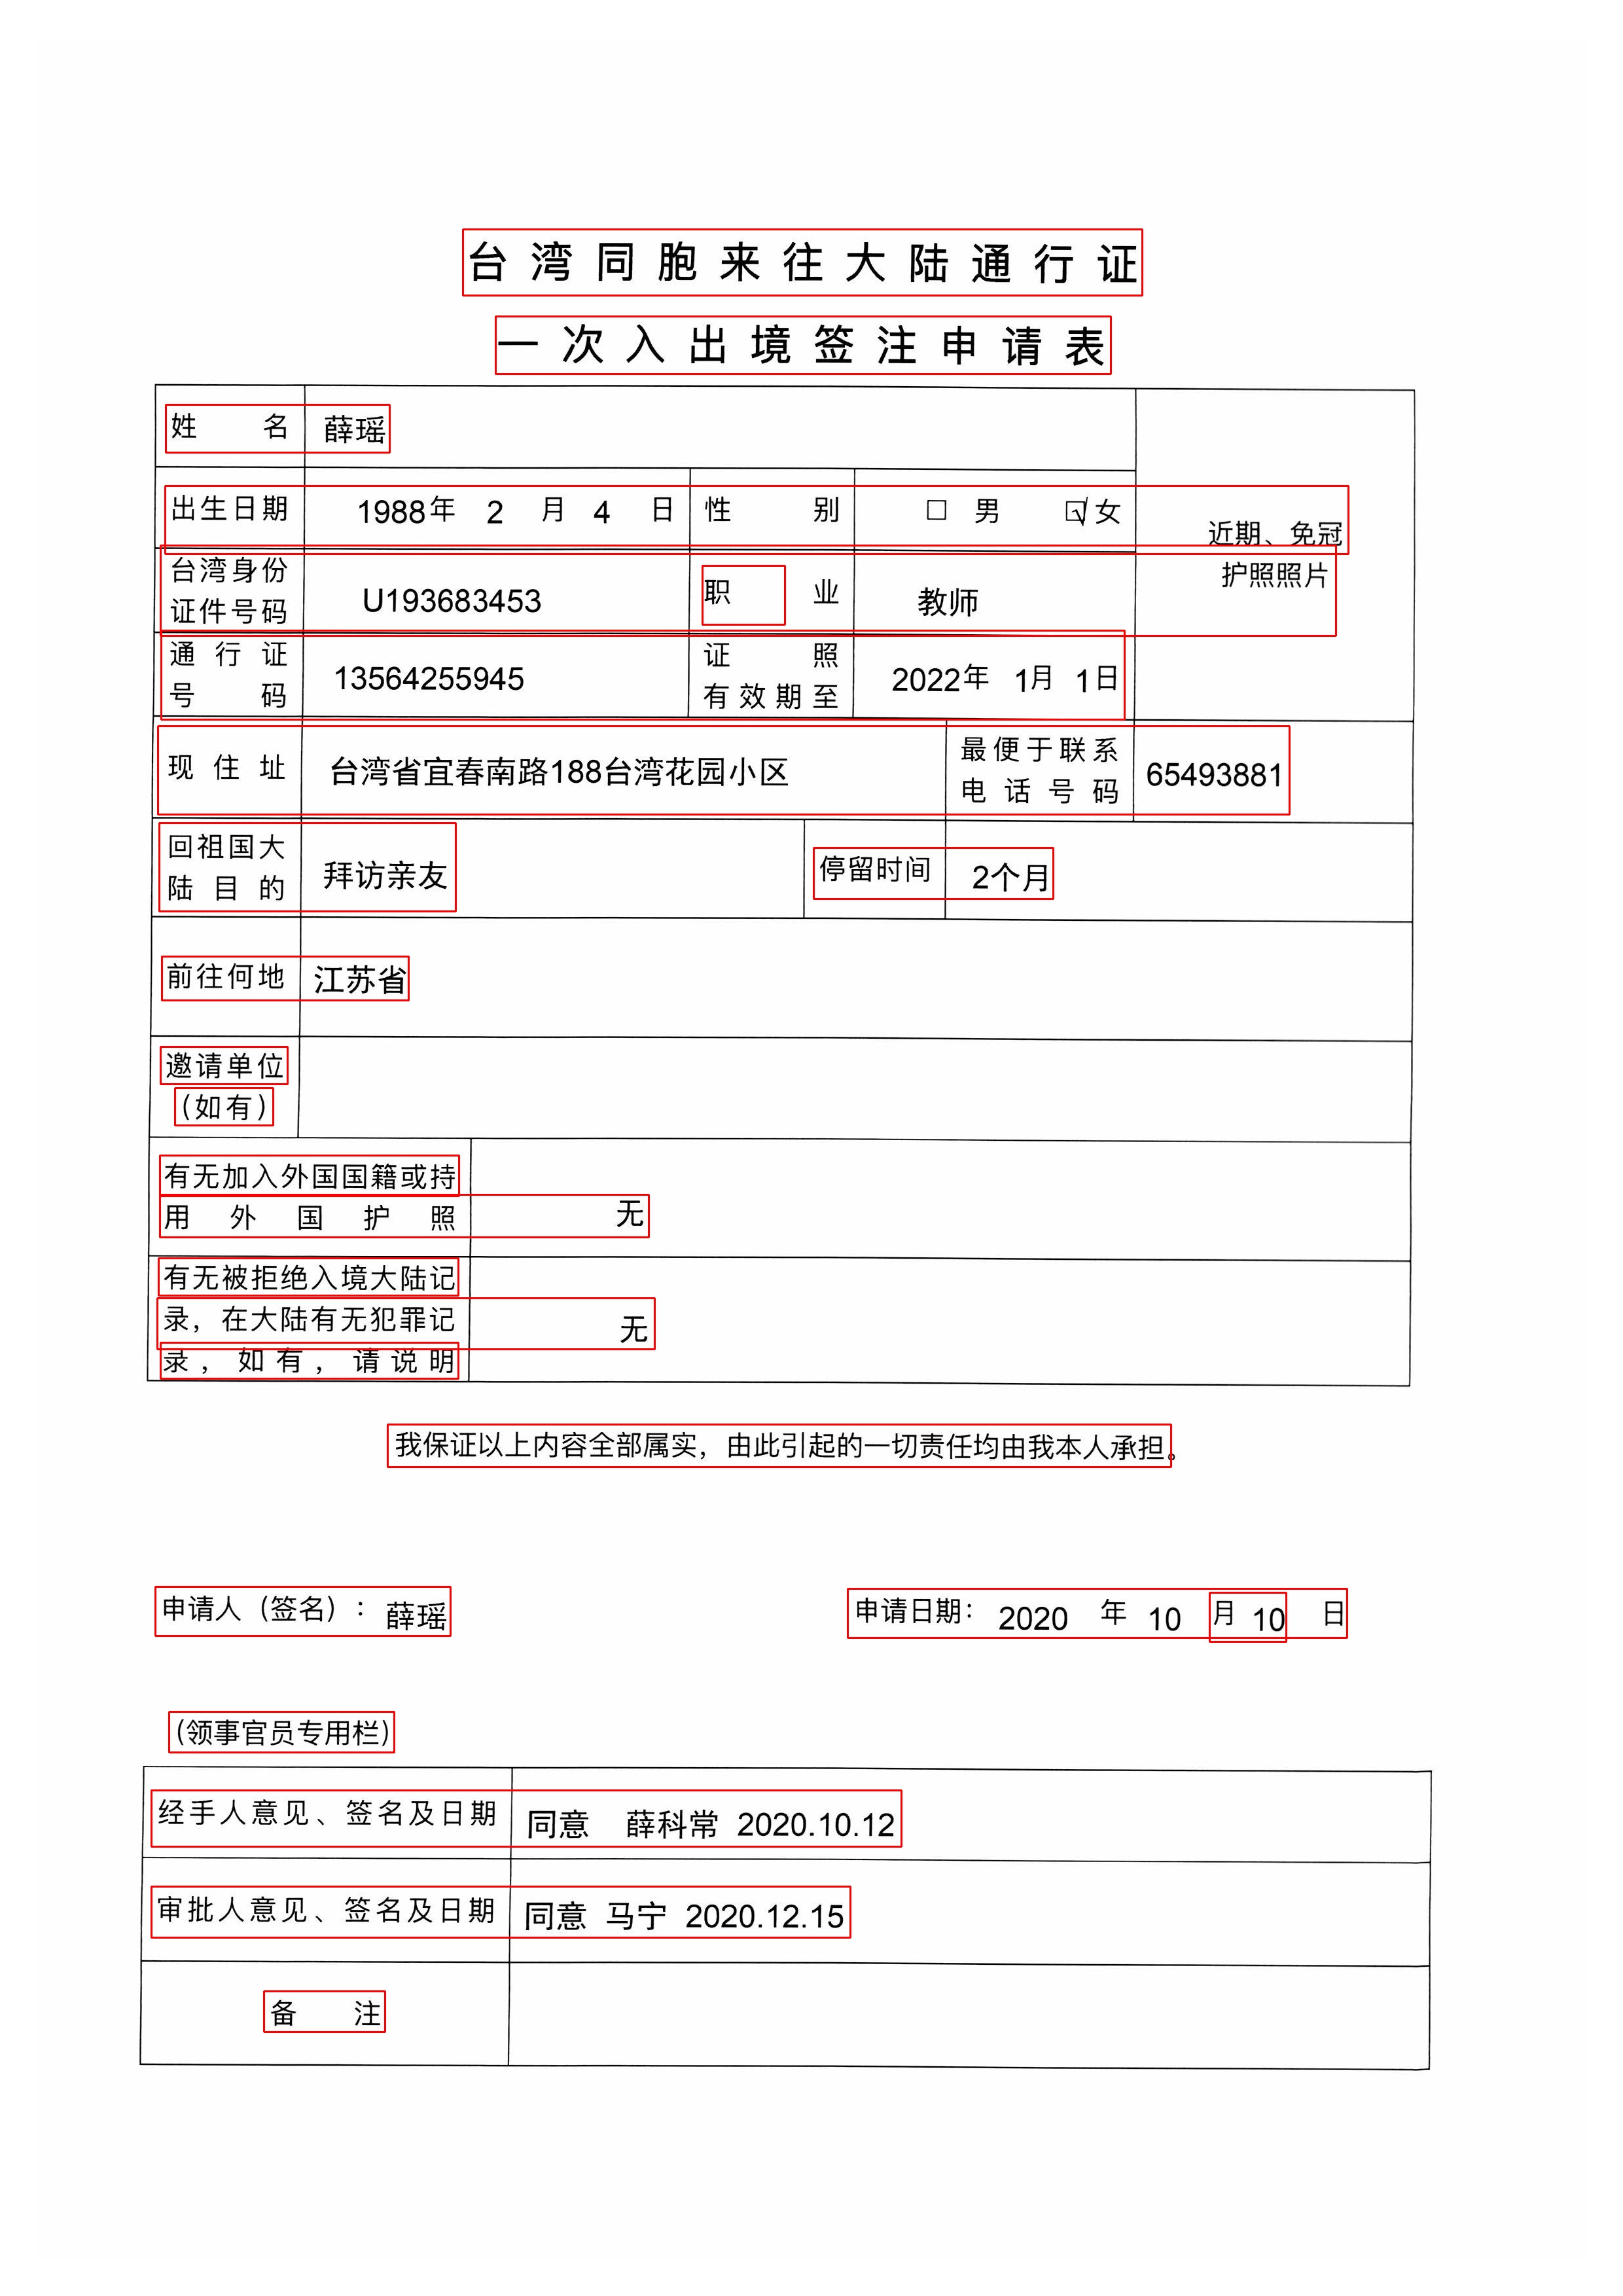 台湾同胞来往大陆通行证
一次入出境签注申请表
姓名 薛瑶
出生日期 1988年 2 月 4 日 性别 □ 男 ☑女 近期、免冠
护照照片
台湾身份
证件号码 U193683453 职业 教师
通行证
号码 13564255945 证照
有效期至 2022年 1月 1日
现住址 台湾省宜春南路188台湾花园小区 最便于联系
电话号码 65493881
回祖国大
陆目的 拜访亲友 停留时间 2个月
前往何地 江苏省
邀请单位
（如有）
有无加入外国国籍或持
用外国护照 无
有无被拒绝入境大陆记
录，在大陆有无犯罪记 无
录，如有，请说明
我保证以上内容全部属实，由此引起的一切责任均由我本人承担。
申请人（签名）：薛瑶 申请日期：2020 年 10 月 10 日
（领事官员专用栏）
经手人意见、签名及日期 同意 薛科常 2020.10.12
审批人意见、签名及日期 同意 马宁 2020.12.15
备注